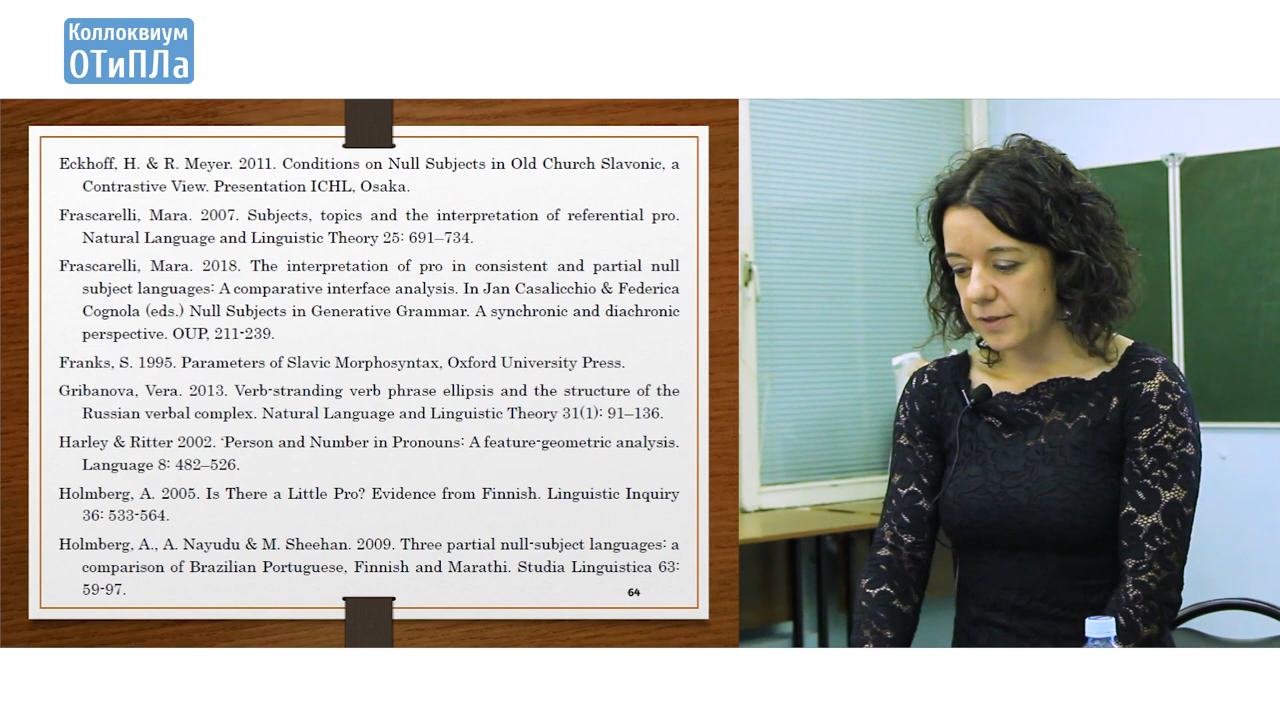 Коллоквиум
ОТиПЛа
Eckhoff, H. & R. Meyer. 2011. Conditions on Null Subjects in Old Church Slavonic, a
Contrastive View. Presentation ICHL, Osaka.
Frascarelli, Mara. 2007. Subjects, topics and the interpretation of referential pro.
Natural Language and Linguistic Theory 25: 691–734.
Frascarelli, Mara. 2018. The interpretation of pro in consistent and partial null
subject languages: A comparative interface analysis. In Jan Casalicchio & Federica
Cognola (eds.) Null Subjects in Generative Grammar. A synchronic and diachronic
perspective. OUP, 211-239.
Franks, S. 1995. Parameters of Slavic Morphosyntax, Oxford University Press.
Gribanova, Vera. 2013. Verb-stranding verb phrase ellipsis and the structure of the
Russian verbal complex. Natural Language and Linguistic Theory 31(1): 91–136.
Harley & Ritter 2002. ‘Person and Number in Pronouns: A feature-geometric analysis.
Language 8: 482–526.
Holmberg, A. 2005. Is There a Little Pro? Evidence from Finnish. Linguistic Inquiry
36: 533-564.
Holmberg, A., A. Nayudu & M. Sheehan. 2009. Three partial null-subject languages: a
comparison of Brazilian Portuguese, Finnish and Marathi. Studia Linguistica 63:
59-97.
64